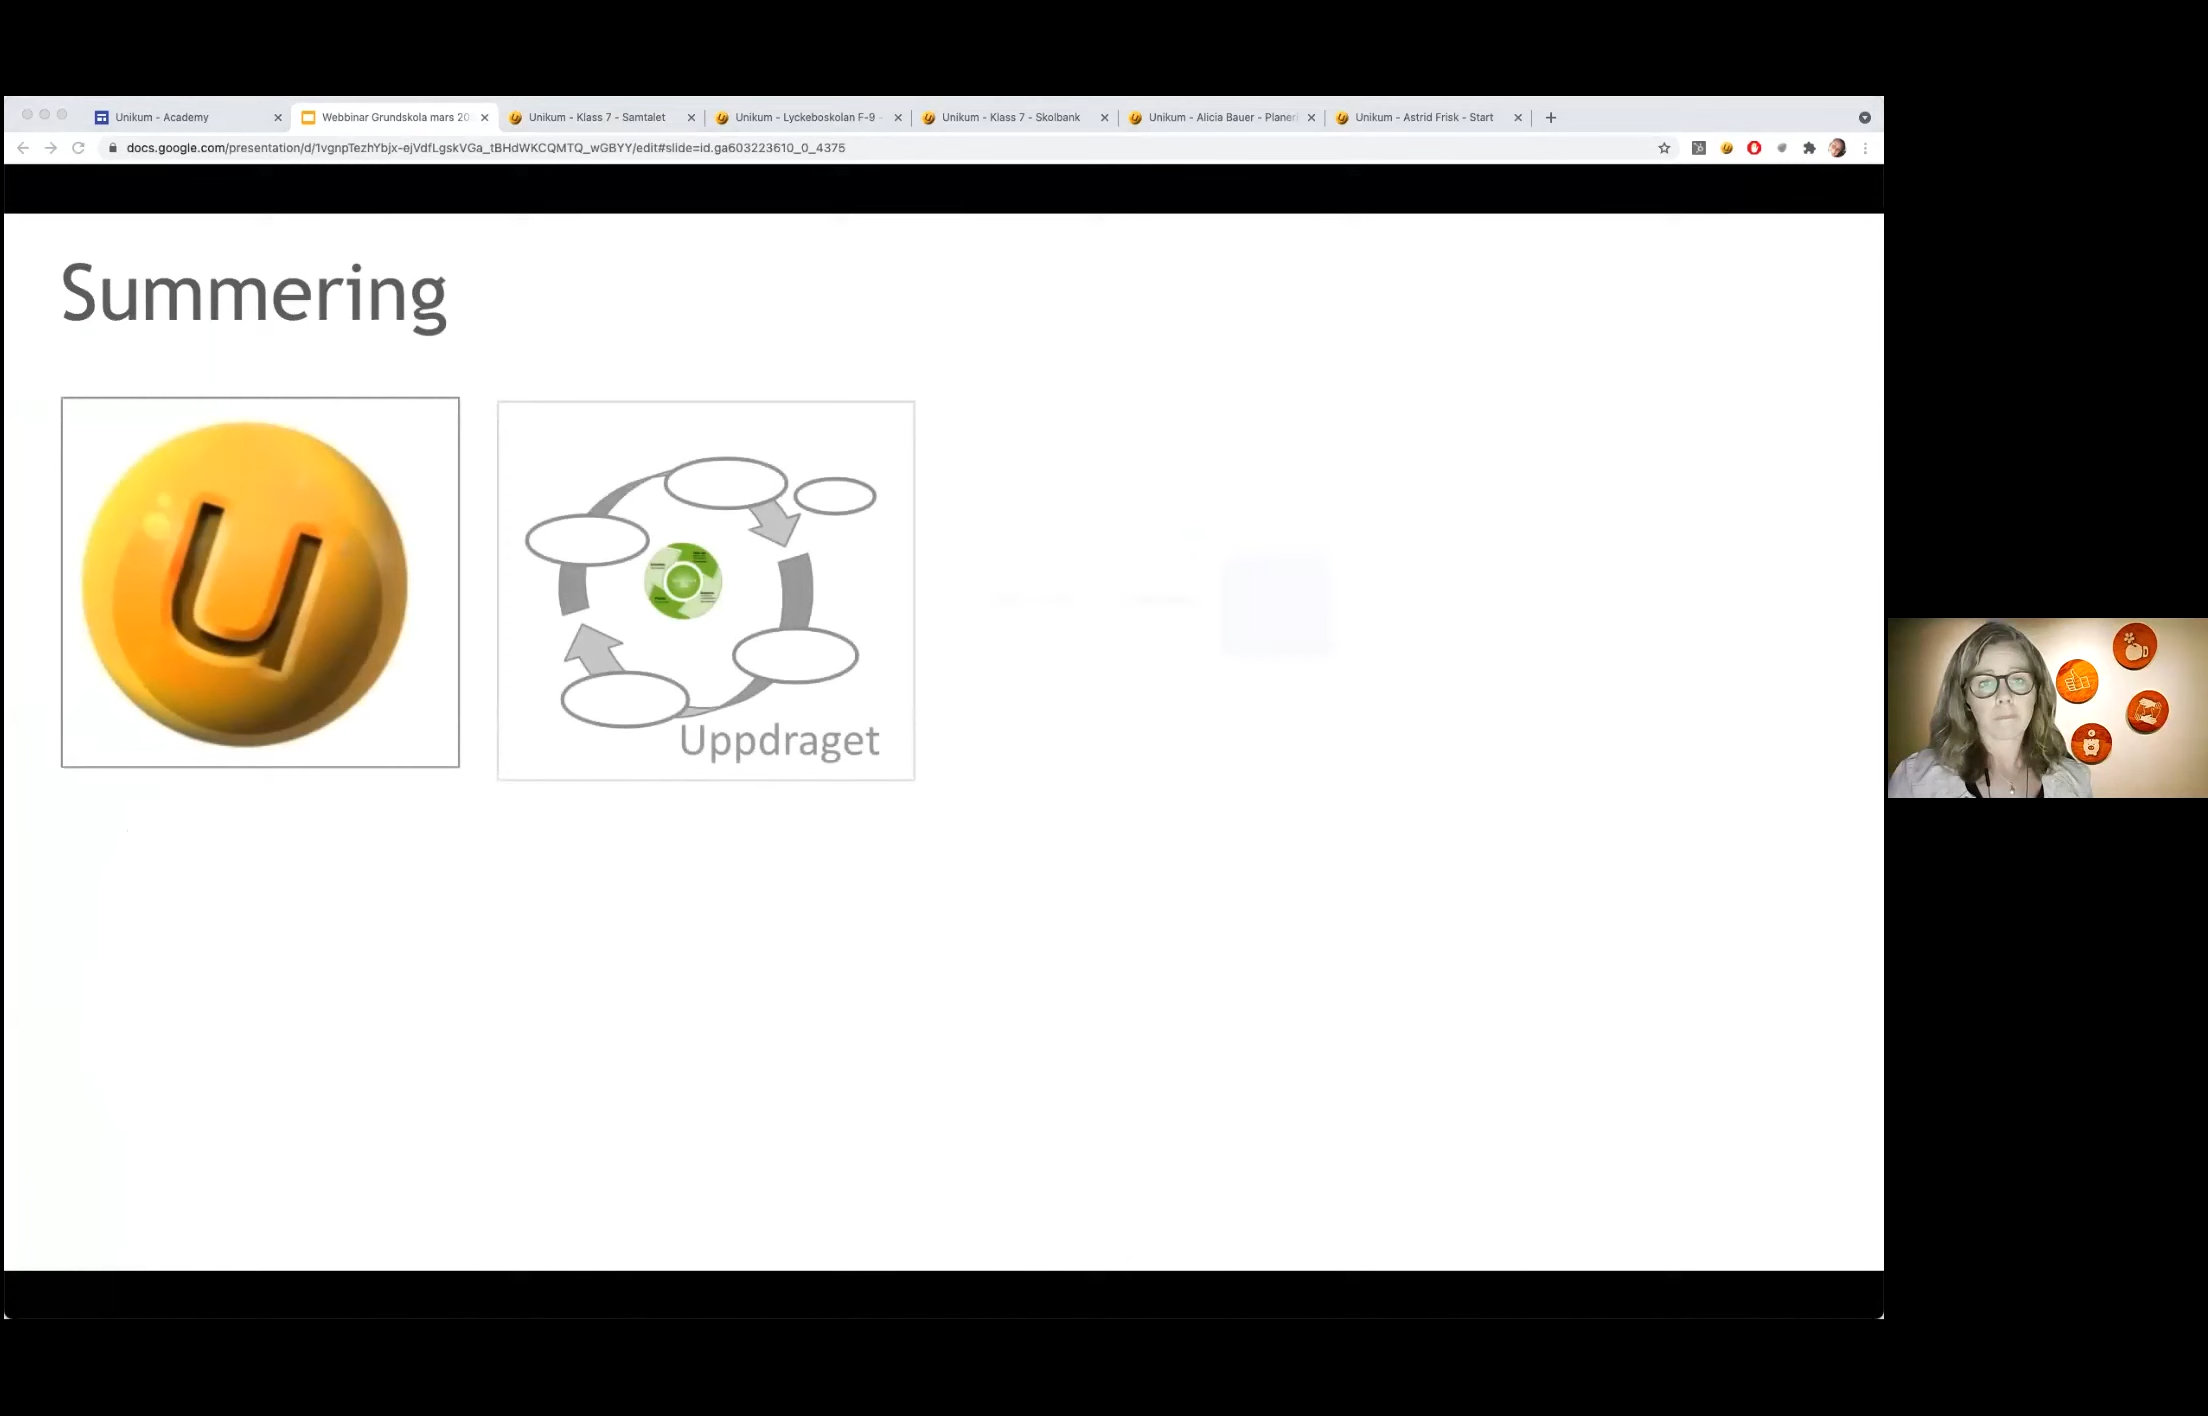 Unikum - Academy
Webbinar Grundskola mars 20
Unikum - Klass 7 - Samtalet
Unikum - Lyckeboskolan F-9 -
Unikum - Klass 7 - Skolbank
Unikum - Alicia Bauer - Planeri
Unikum - Astrid Frisk - Start
docs.google.com/presentation/d/1vgnpTezhYbjx-ejVdfLgskVGa_tBHdWKCQMTQ_wGBYY/edit#slide=id.ga603223610_0_4375
Summering
U
Uppdraget